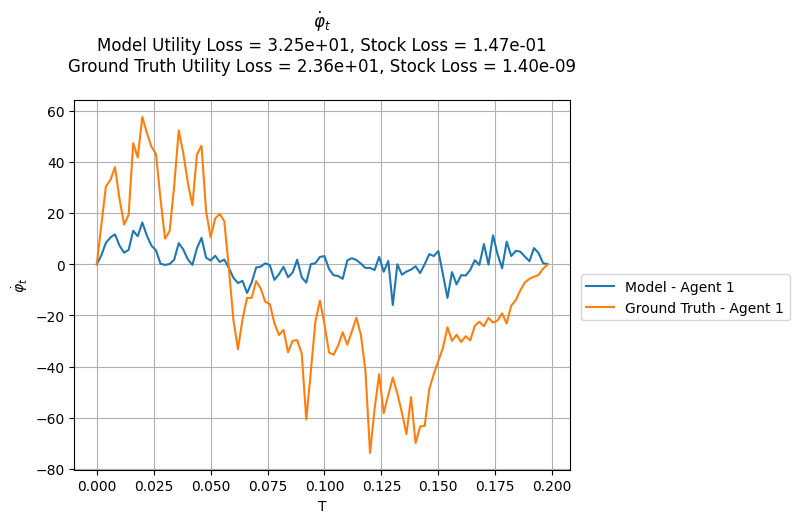 φ̇ₜ
Model Utility Loss = 3.25e+01, Stock Loss = 1.47e-01
Ground Truth Utility Loss = 2.36e+01, Stock Loss = 1.40e-09
60
40
20
0
−20
−40
−60
−80
φ̇ₜ
0.000
0.025
0.050
0.075
0.100
0.125
0.150
0.175
0.200
T
Model - Agent 1
Ground Truth - Agent 1